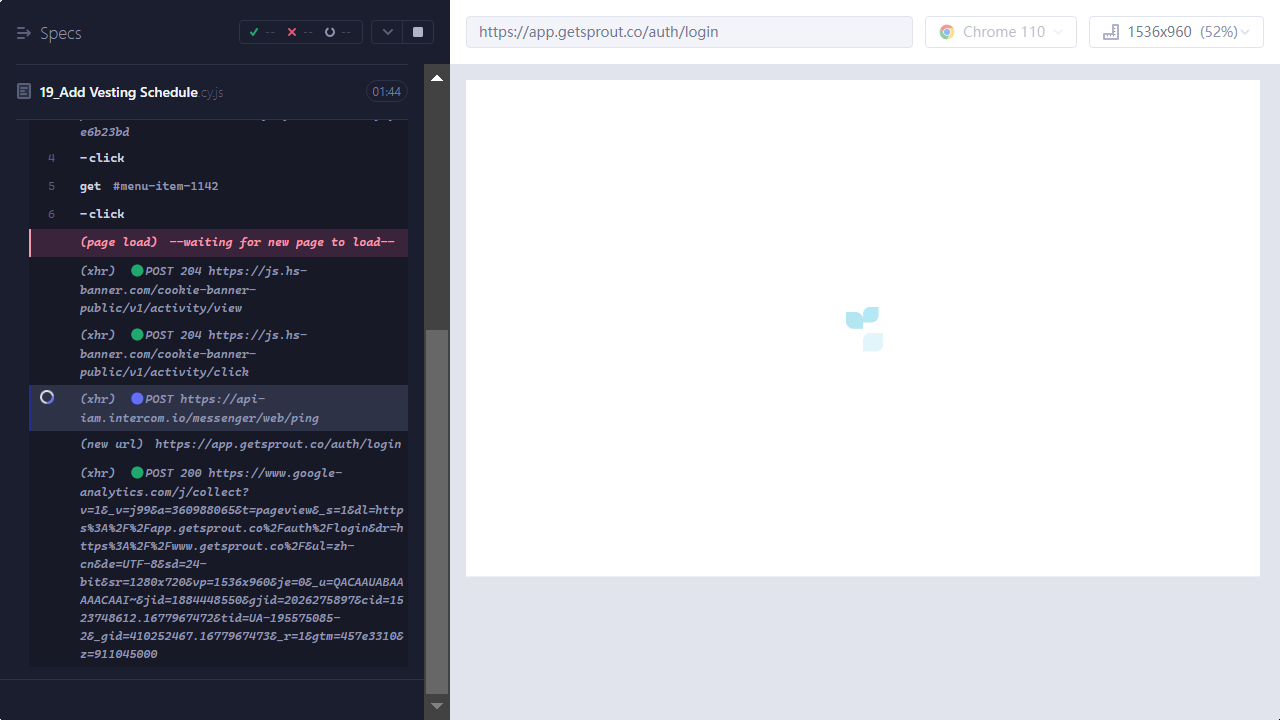 Specs
--
--
--
https://app.getsprout.co/auth/login
Chrome 110
1536x960 (52%)
19_Add Vesting Schedule.cy.js
01:44
e6b23bd
4 -click
5 get #menu-item-1142
6 -click
(page load) --waiting for new page to load--
(xhr) POST 204 https://js.hs-
banner.com/cookie-banner-
public/v1/activity/view
(xhr) POST 204 https://js.hs-
banner.com/cookie-banner-
public/v1/activity/click
(xhr) POST https://api-
iam.intercom.io/messenger/web/ping
(new url) https://app.getsprout.co/auth/login
(xhr) POST 200 https://www.google-
analytics.com/j/collect?
v=1&_v=j99&a=360988065&t=pageview&_s=1&dl=http
s%3A%2F%2Fapp.getsprout.co%2Fauth%2Flogin&dr=h
ttps%3A%2F%2Fwww.getsprout.co%2F&ul=zh-
cn&de=UTF-8&sd=24-
bit&sr=1280x720&vp=1536x960&je=0&_u=QACAAUABAA
AAACAAI~&jid=1884448550&gjid=2026275897&cid=15
23748612.1677967472&tid=UA-195575085-
2&_gid=410252467.1677967473&_r=1&gtm=457e3310&
z=911045000